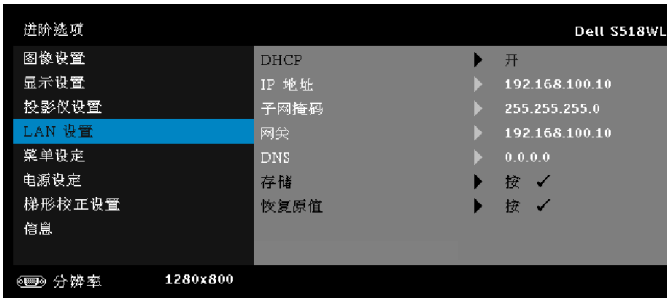 进阶选项 Dell S518WL
图像设置 DHCP 开
显示设置 IP 地址 192.168.100.10
投影仪设置 子网掩码 255.255.255.0
LAN 设置 网关 192.168.100.10
菜单设定 DNS 0.0.0.0
电源设定 存储 按 ✓
梯形校正设置 恢复原值 按 ✓
信息
分辨率 1280x800